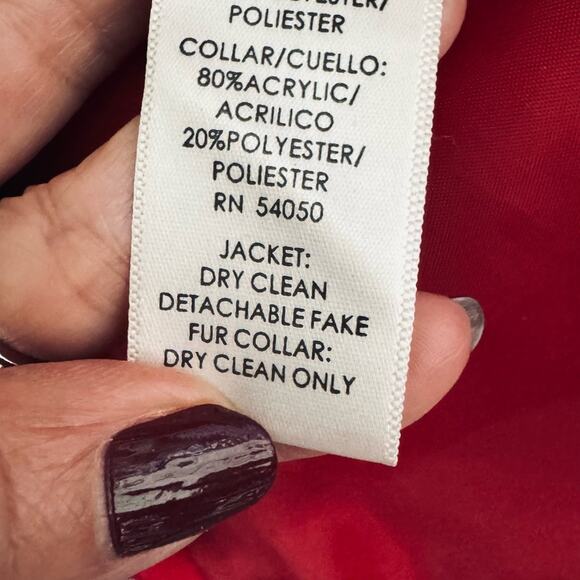 POLIESTER
COLLAR/CUELLO:
80%ACRYLIC/
ACRILICO
20%POLYESTER/
POLIESTER
RN 54050
JACKET:
DRY CLEAN
DETACHABLE FAKE
FUR COLLAR:
DRY CLEAN ONLY